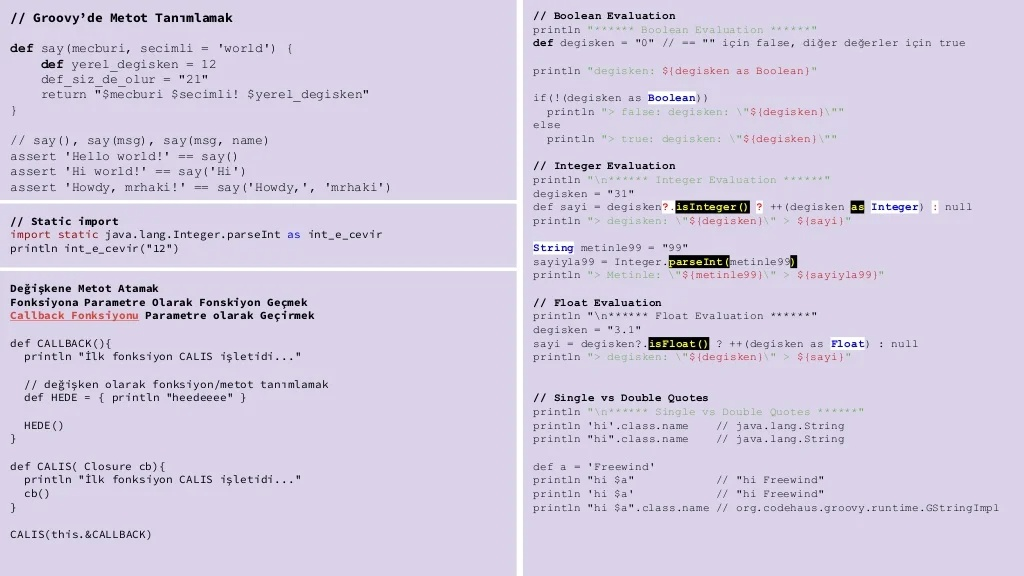 // Groovy’de Metot Tanımlamak
def say(mecburi, secimli = 'world') {
    def yerel_degisken = 12
    def_siz_de_olur = "21"
    return "$mecburi $secimli! $yerel_degisken"
}
// say(), say(msg), say(msg, name)
assert 'Hello world!' == say()
assert 'Hi world!' == say('Hi')
assert 'Howdy, mrhaki!' == say('Howdy,', 'mrhaki')
// Static import
import static java.lang.Integer.parseInt as int_e_cevir
println int_e_cevir("12")
Değişkene Metot Atamak
Fonksiyona Parametre Olarak Fonskiyon Geçmek
Callback Fonksiyonu Parametre olarak Geçirmek
def CALLBACK(){
  println "İlk fonksiyon CALIS işletidi..."
  // değişken olarak fonksiyon/metot tanımlamak
  def HEDE = { println "heedeeee" }
  HEDE()
}
def CALIS( Closure cb){
  println "İlk fonksiyon CALIS işletidi..."
  cb()
}
CALIS(this.&CALLBACK)
// Boolean Evaluation
println "****** Boolean Evaluation ******"
def degisken = "0" // == "" için false, diğer değerler için true
println "degisken: ${degisken as Boolean}"
if(!(degisken as Boolean))
  println "> false: degisken: \"${degisken}\""
else
  println "> true: degisken: \"${degisken}\""
// Integer Evaluation
println "\n****** Integer Evaluation ******"
degisken = "31"
def sayi = degisken?.isInteger() ? ++(degisken as Integer) : null
println "> degisken: \"${degisken}\" > ${sayi}"
String metinle99 = "99"
sayiyla99 = Integer.parseInt(metinle99)
println "> Metinle: \"${metinle99}\" > ${sayiyla99}"
// Float Evaluation
println "\n****** Float Evaluation ******"
degisken = "3.1"
sayi = degisken?.isFloat() ? ++(degisken as Float) : null
println "> degisken: \"${degisken}\" > ${sayi}"
// Single vs Double Quotes
println "\n****** Single vs Double Quotes ******"
println 'hi'.class.name    // java.lang.String
println "hi".class.name    // java.lang.String
def a = 'Freewind'
println "hi $a"            // "hi Freewind"
println 'hi $a'            // "hi Freewind"
println "hi $a".class.name // org.codehaus.groovy.runtime.GStringImpl